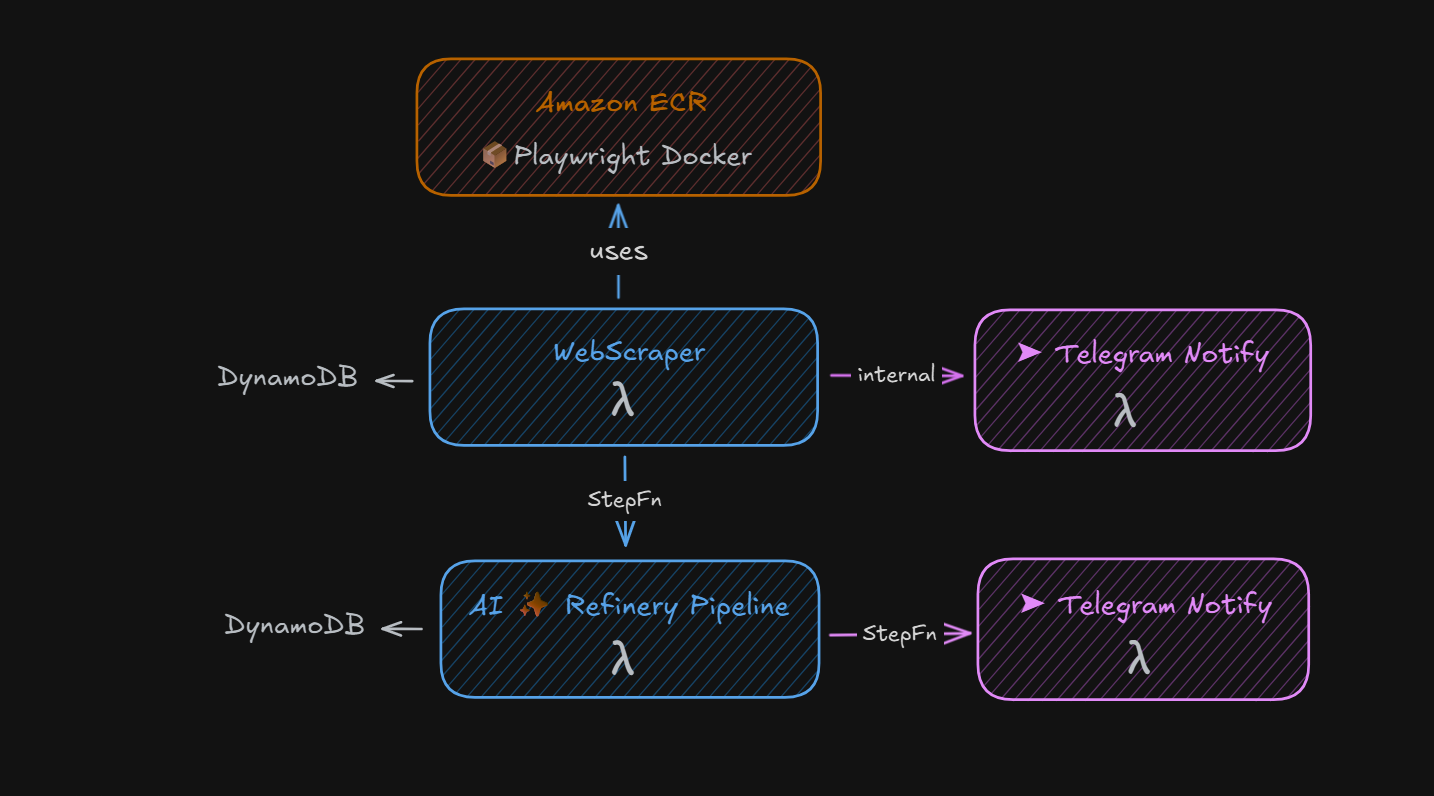 Amazon ECR
📦 Playwright Docker
uses
WebScraper
λ
DynamoDB
internal
➤ Telegram Notify
λ
StepFn
AI ✨ Refinery Pipeline
λ
DynamoDB
StepFn
➤ Telegram Notify
λ